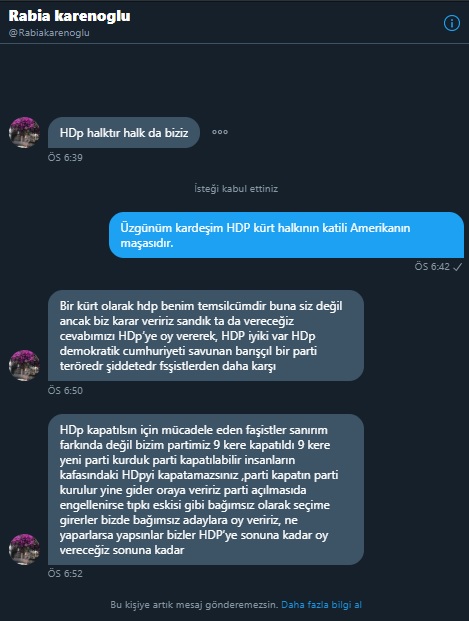 Rabia karenoglu
@Rabiakarenoglu
HDp halktır halk da biziz
ÖS 6:39
İsteği kabul ettiniz
Üzgünüm kardeşim HDP kürt halkının katili Amerikanın
maşasıdır.
ÖS 6:42
Bir kürt olarak hdp benim temsilcümdir buna siz değil
ancak biz karar veririz sandık ta da vereceğiz
cevabımızı HDp'ye oy vererek, HDP iyiki var HDp
demokratik cumhuriyeti savunan barışçıl bir parti
teröredr şiddetedr fsşistlerden daha karşı
ÖS 6:50
HDp kapatılsın için mücadele eden faşistler sanırım
farkında değil bizim partimiz 9 kere kapatıldı 9 kere
yeni parti kurduk parti kapatılabilir insanların
kafasındaki HDpyi kapatamazsınız ,parti kapatın parti
kurulur yine gider oraya veririz parti açılmasıda
engellenirse tıpkı eskisi gibi bağımsız olarak seçime
girerler bizde bağımsız adaylara oy veririz, ne
yaparlarsa yapsınlar bizler HDP'ye sonuna kadar oy
vereceğiz sonuna kadar
ÖS 6:52
Bu kişiye artık mesaj gönderemezsin. Daha fazla bilgi al